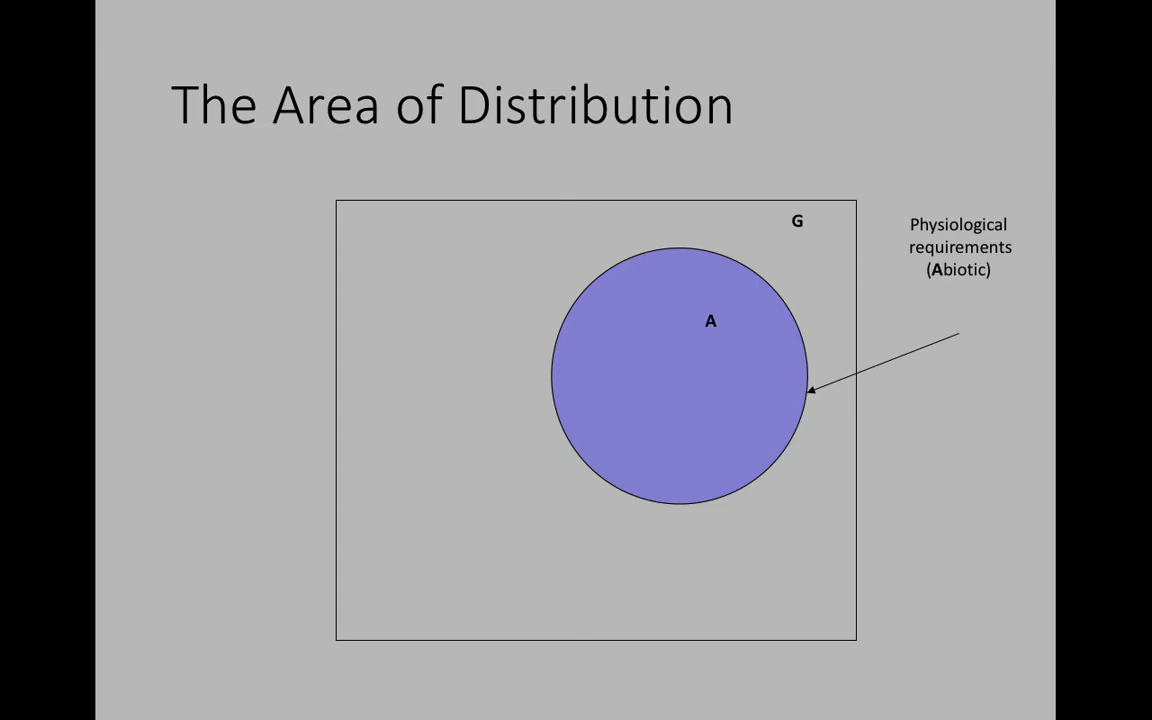 The Area of Distribution
G
Physiological
requirements
(Abiotic)
A